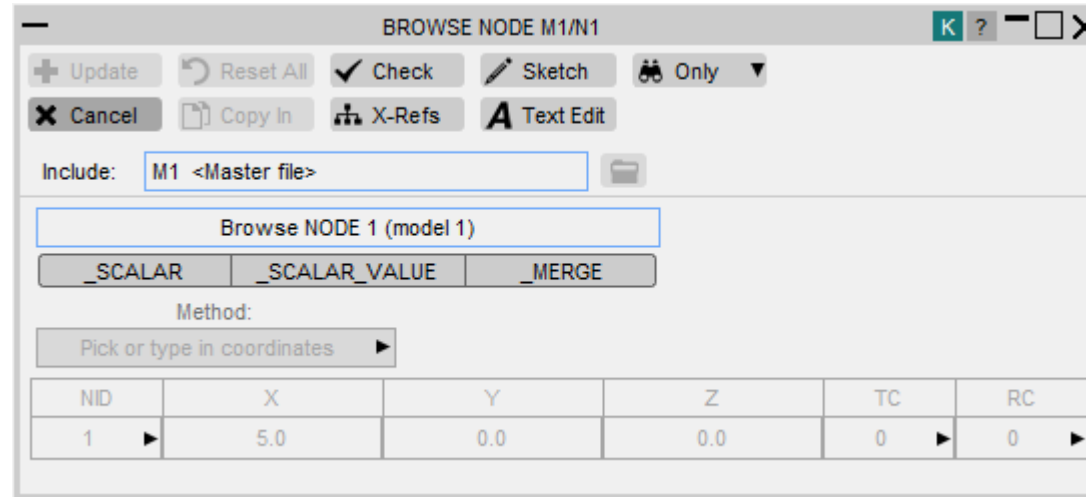 BROWSE NODE M1/N1 K ?
Update Reset All Check Sketch Only
Cancel Copy In X-Refs Text Edit
Include: M1 <Master file>
Browse NODE 1 (model 1)
_SCALAR _SCALAR_VALUE _MERGE
Method:
Pick or type in coordinates
NID X Y Z TC RC
1 5.0 0.0 0.0 0 0